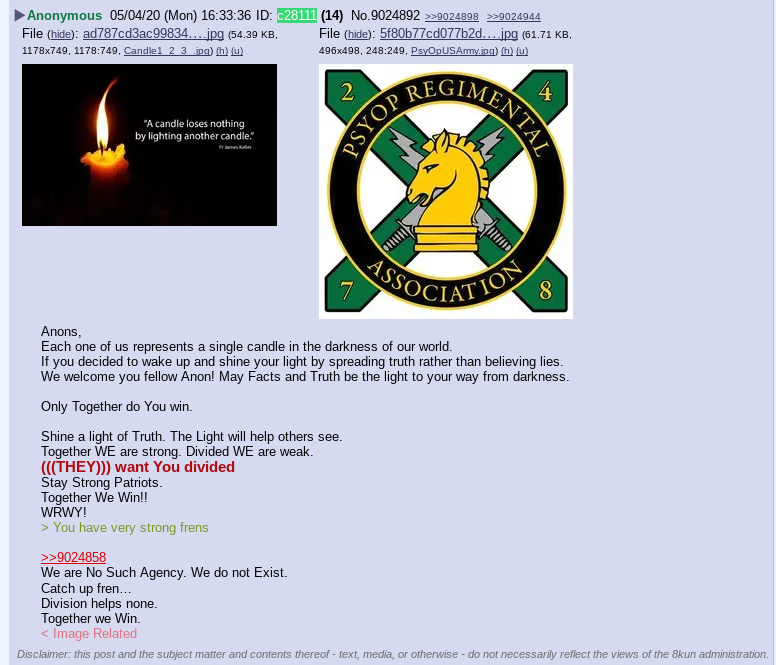 Anonymous 05/04/20 (Mon) 16:33:36 ID: c28111 (14) No.9024892 >>9024898 >>9024944
File (hide): ad787cd3ac99834….jpg (54.39 KB, 1178x749, 1178:749, Candle1_2_3_.jpg) (h) (u)
File (hide): 5f80b77cd077b2d….jpg (61.71 KB, 496x498, 248:249, PsyOpUSArmy.jpg) (h) (u)
"A candle loses nothing
by lighting another candle."
Fr James Keller
2 4
PSYOP REGIMENTAL
ASSOCIATION
7 8
Anons,
Each one of us represents a single candle in the darkness of our world.
If you decided to wake up and shine your light by spreading truth rather than believing lies.
We welcome you fellow Anon! May Facts and Truth be the light to your way from darkness.
Only Together do You win.
Shine a light of Truth. The Light will help others see.
Together WE are strong. Divided WE are weak.
(((THEY))) want You divided
Stay Strong Patriots.
Together We Win!!
WRWY!
> You have very strong frens
>>9024858
We are No Such Agency. We do not Exist.
Catch up fren…
Division helps none.
Together we Win.
< Image Related
Disclaimer: this post and the subject matter and contents thereof - text, media, or otherwise - do not necessarily reflect the views of the 8kun administration.